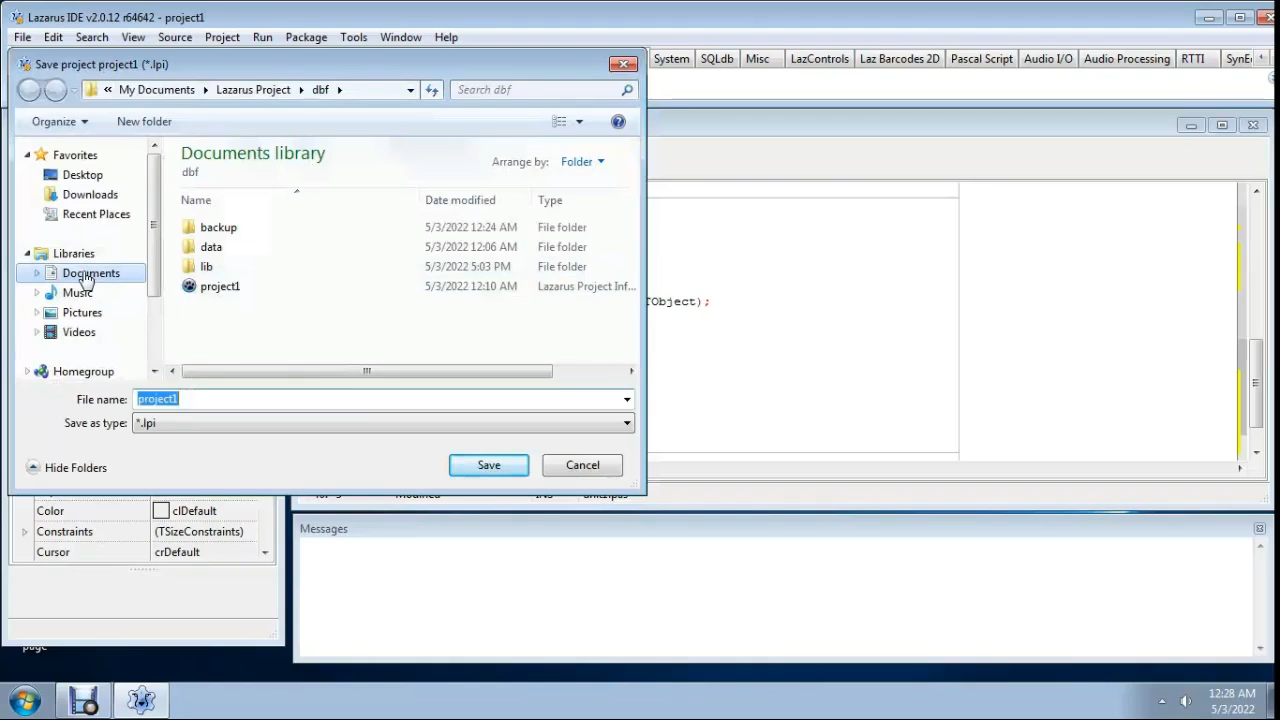 Lazarus IDE v2.0.12 r64642 - project1
File Edit Search View Source Project Run Package Tools Window Help
Save project project1 (*.lpi)
System SQLdb Misc LazControls Laz Barcodes 2D Pascal Script Audio I/O Audio Processing RTTI SynE
« My Documents Lazarus Project dbf Search dbf
Organize New folder
Favorites
Desktop
Downloads
Recent Places
Libraries
Documents
Music
Pictures
Videos
Homegroup
Documents library
dbf
Arrange by: Folder
Name Date modified Type
backup 5/3/2022 12:24 AM File folder
data 5/3/2022 12:06 AM File folder
lib 5/3/2022 5:03 PM File folder
project1 5/3/2022 12:10 AM Lazarus Project Inf...
TObject);
File name: project1
Save as type: *.lpi
Hide Folders Save Cancel
Modified INS unit1.pas
Color clDefault
Constraints (TSizeConstraints)
Cursor crDefault
Messages
page
12:28 AM
5/3/2022